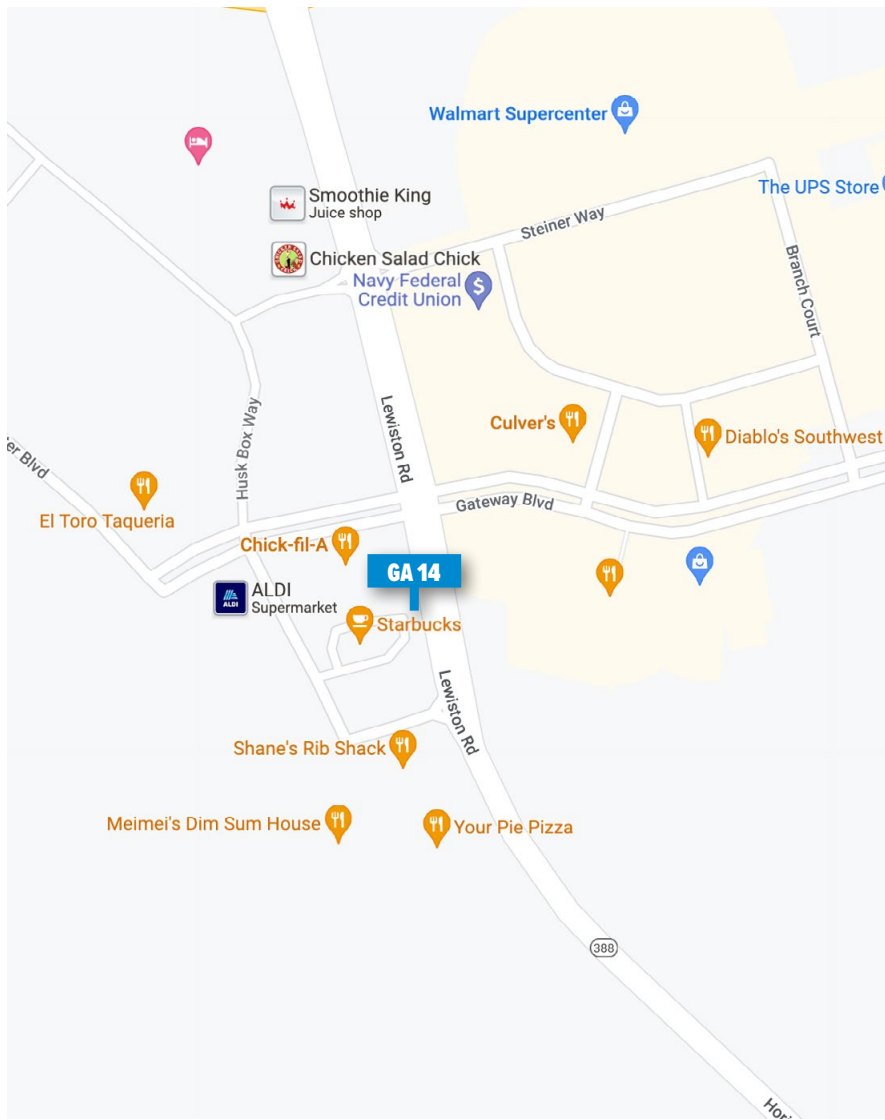 Walmart Supercenter
The UPS Store
Smoothie King
Juice shop
Steiner Way
Chicken Salad Chick
Navy Federal
Credit Union
Branch Court
Lewiston Rd
Husk Box Way
Culver's
Diablo's Southwest
er Blvd
El Toro Taqueria
Gateway Blvd
Chick-fil-A
GA 14
ALDI
ALDI
Supermarket
Starbucks
Lewiston Rd
Shane's Rib Shack
Meimei's Dim Sum House
Your Pie Pizza
388
Hori